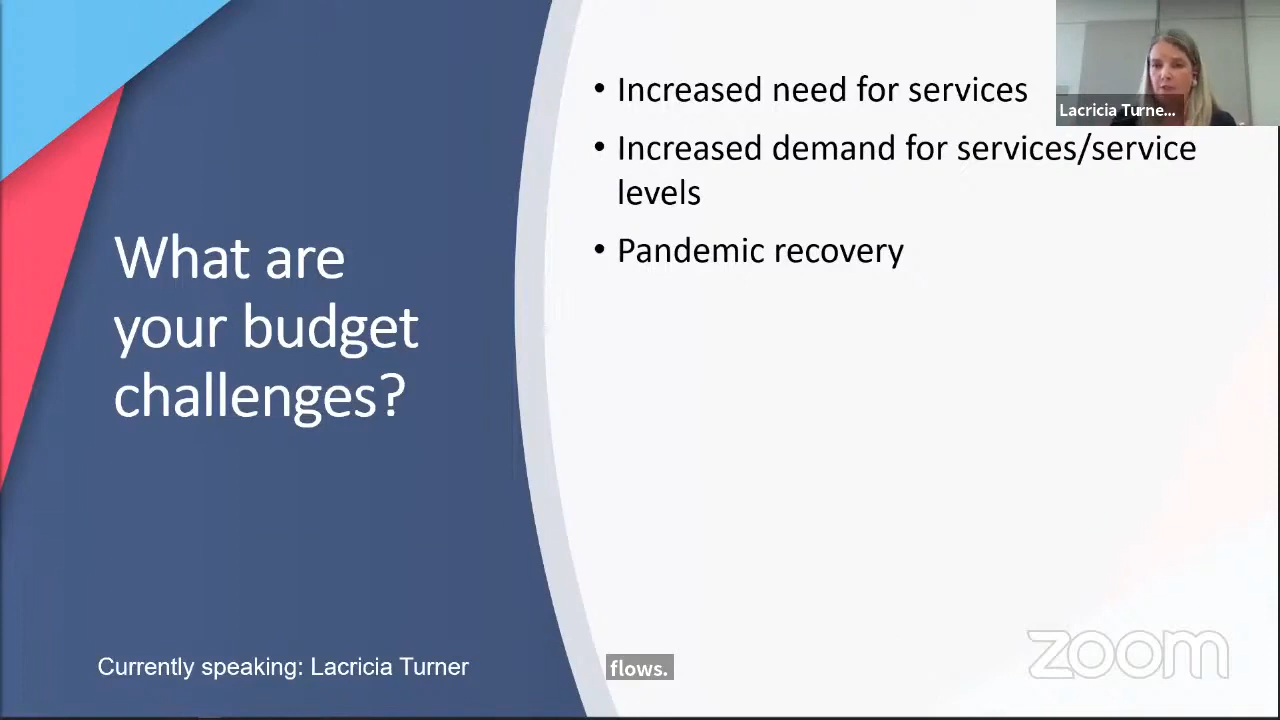 What are
your budget
challenges?
• Increased need for services
• Increased demand for services/service
levels
• Pandemic recovery
Lacricia Turne...
Currently speaking: Lacricia Turner
flows.
zoom